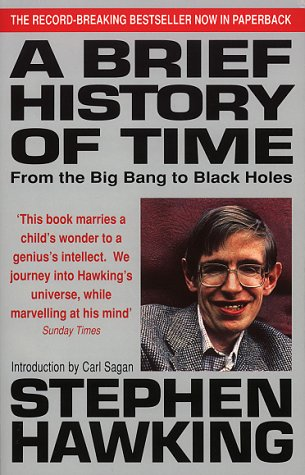 THE RECORD-BREAKING BESTSELLER NOW IN PAPERBACK
A BRIEF
HISTORY
OF TIME
From the Big Bang to Black Holes
‘This book marries a
child’s wonder to a
genius’s intellect. We
journey into Hawking’s
universe, while
marvelling at his mind’
Sunday Times
Introduction by Carl Sagan
STEPHEN
HAWKING